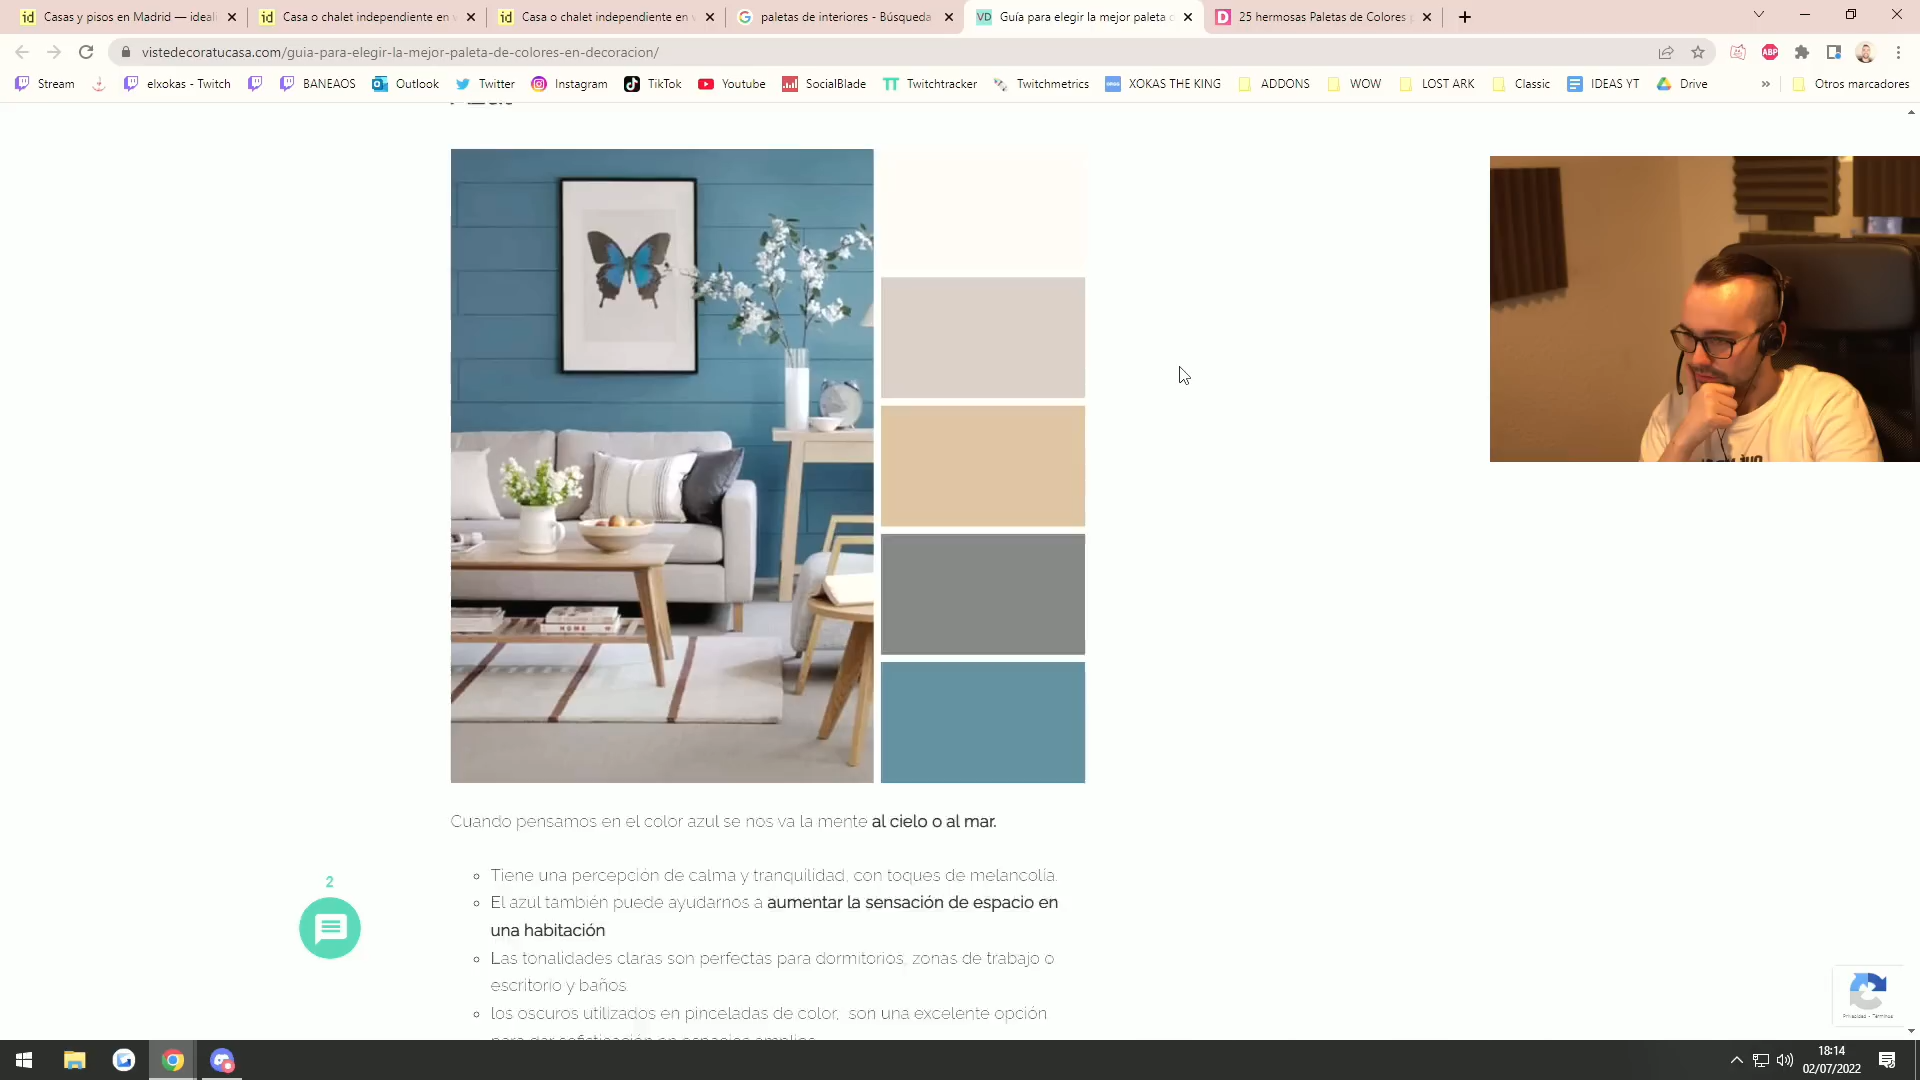 Casas y pisos en Madrid — ideali
Casa o chalet independiente en v
Casa o chalet independiente en v
paletas de interiores - Búsqueda
Guía para elegir la mejor paleta
25 hermosas Paletas de Colores
vistedecoratucasa.com/guia-para-elegir-la-mejor-paleta-de-colores-en-decoracion/
Stream
elxokas - Twitch
BANEAOS
Outlook
Twitter
Instagram
TikTok
Youtube
SocialBlade
Twitchtracker
Twitchmetrics
XOKAS THE KING
ADDONS
WOW
LOST ARK
Classic
IDEAS YT
Drive
»
Otros marcadores
HOME
Cuando pensamos en el color azul se nos va la mente al cielo o al mar.
Tiene una percepción de calma y tranquilidad, con toques de melancolía.
El azul también puede ayudarnos a aumentar la sensación de espacio en
una habitación
Las tonalidades claras son perfectas para dormitorios, zonas de trabajo o
escritorio y baños
los oscuros utilizados en pinceladas de color, son una excelente opción
2
Privacidad - Términos
18:14
02/07/2022